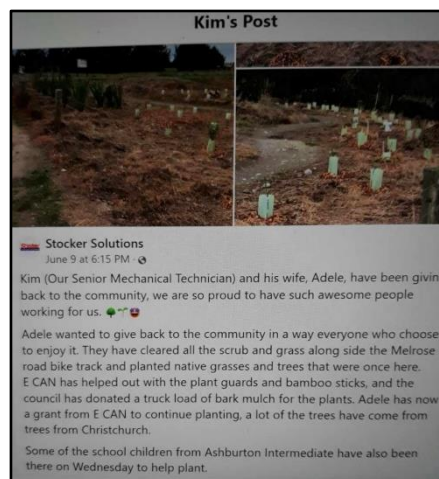 Kim's Post
Stocker Solutions
June 9 at 6:15 PM ·
Kim (Our Senior Mechanical Technician) and his wife, Adele, have been givin
back to the community, we are so proud to have such awesome people
working for us.
Adele wanted to give back to the community in a way everyone who choose
to enjoy it. They have cleared all the scrub and grass along side the Melrose
road bike track and planted native grasses and trees that were once here.
E CAN has helped out with the plant guards and bamboo sticks, and the
council has donated a truck load of bark mulch for the plants. Adele has now
a grant from E CAN to continue planting, a lot of the trees have come from
trees from Christchurch.
Some of the school children from Ashburton Intermediate have also been
there on Wednesday to help plant.